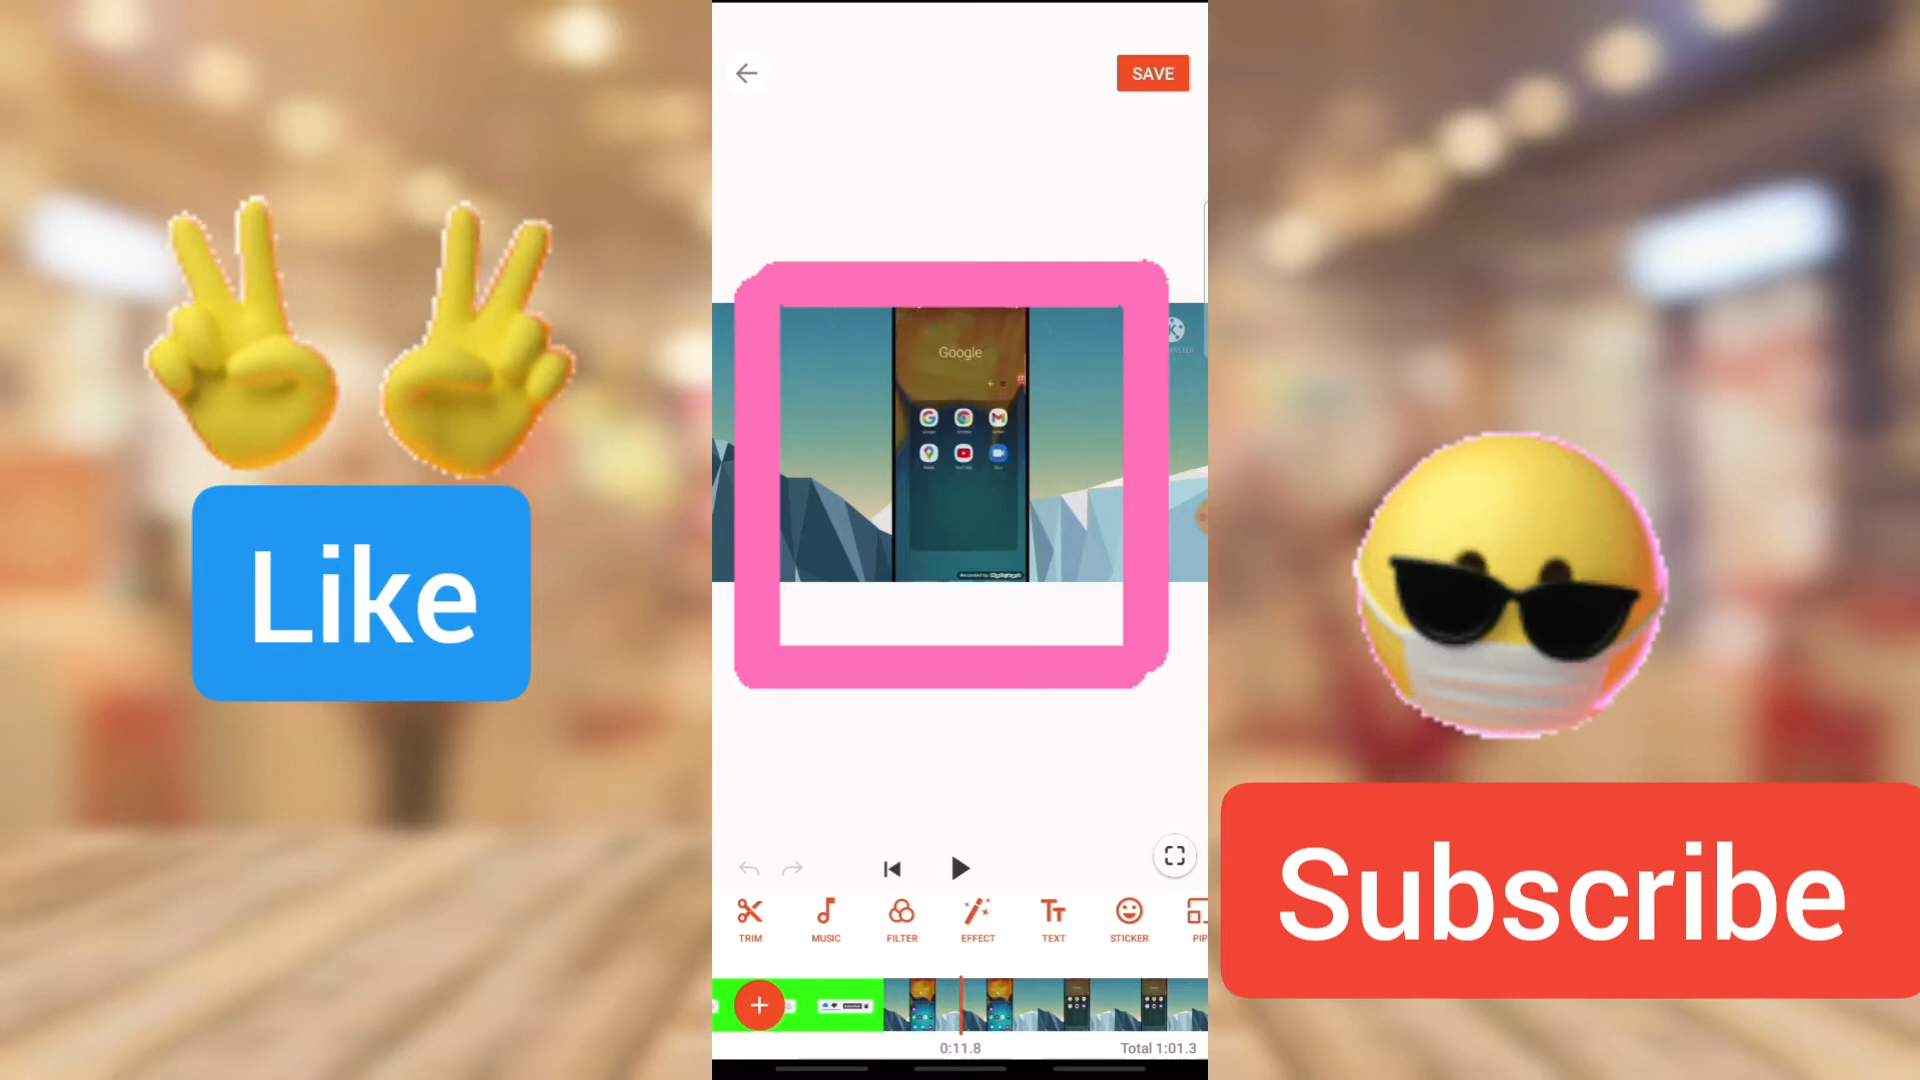 SAVE
Google
Like
Subscribe
TRIM
MUSIC
FILTER
EFFECT
TEXT
STICKER
PIP
0:11.8
Total 1:01.3